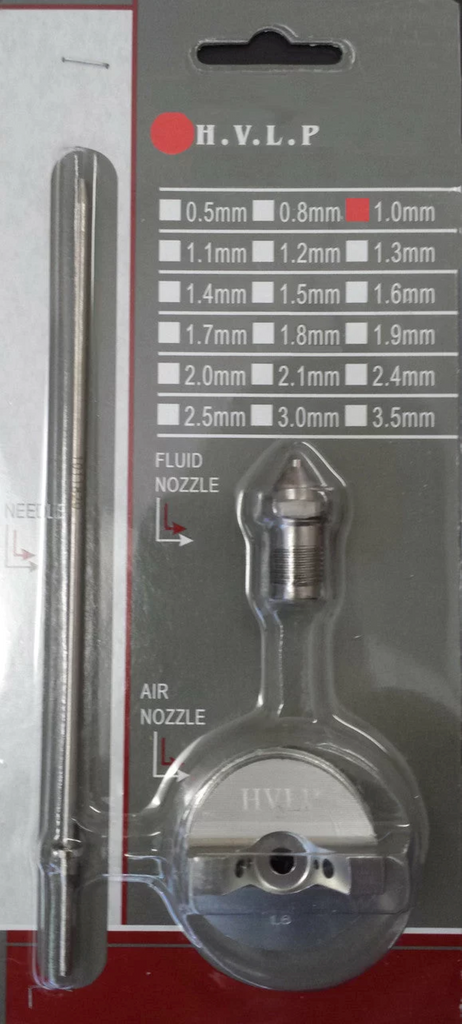 H.V.L.P
0.5mm 0.8mm 1.0mm
1.1mm 1.2mm 1.3mm
1.4mm 1.5mm 1.6mm
1.7mm 1.8mm 1.9mm
2.0mm 2.1mm 2.4mm
2.5mm 3.0mm 3.5mm
FLUID
NOZZLE
NEEDLE
AIR
NOZZLE
HVLP